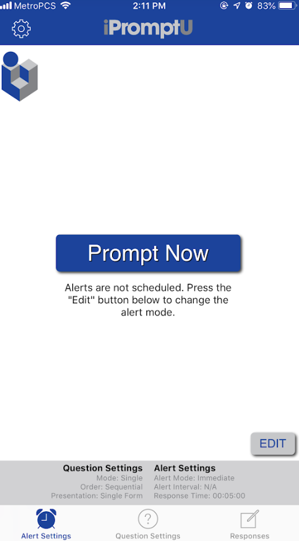 MetroPCS 2:11 PM 83%
iPromptU
Prompt Now
Alerts are not scheduled. Press the
"Edit" button below to change the
alert mode.
EDIT
Question Settings
Mode: Single
Order: Sequential
Presentation: Single Form
Alert Settings
Alert Mode: Immediate
Alert Interval: N/A
Response Time: 00:05:00
Alert Settings
Question Settings
Responses